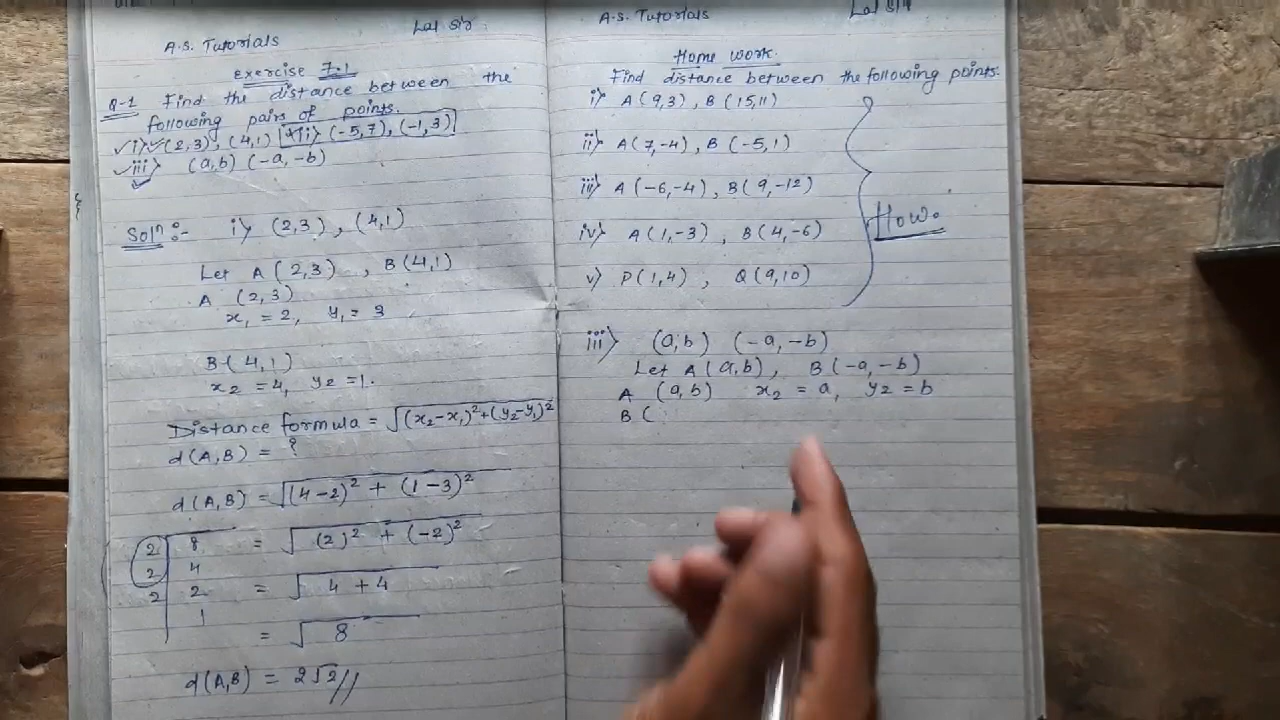 A.S. Tutorials Lal Sir
exercise 7.1
Q-1 Find the distance between the
following pairs of points.
✓i) ✓(2,3), (4,1) *ii) (-5,7), (-1,3)
✓iii) (a,b) (-a,-b)
Soln:- i) (2,3), (4,1)
Let A(2,3), B(4,1)
A (2,3)
x₁ = 2, y₁ = 3
B(4,1)
x₂ = 4, y₂ = 1.
Distance formula = √(x₂-x₁)²+(y₂-y₁)²
d(A,B) = ?
d(A,B) = √(4-2)² + (1-3)²
= √(2)² + (-2)²
= √4 + 4
= √8
2 | 8
2 | 4
2 | 2
1
d(A,B) = 2√2 //
A.S. Tutorials Lal Sir
Home work.
Find distance between the following points.
i) A(9,3), B(15,11)
ii) A(7,-4), B(-5,1)
iii) A(-6,-4), B(9,-12)
iv) A(1,-3), B(4,-6)
v) P(1,4), Q(9,10)
H.w.
iii) (a,b) (-a,-b)
Let A(a,b), B(-a,-b)
A (a,b) x₂ = a, y₂ = b
B (